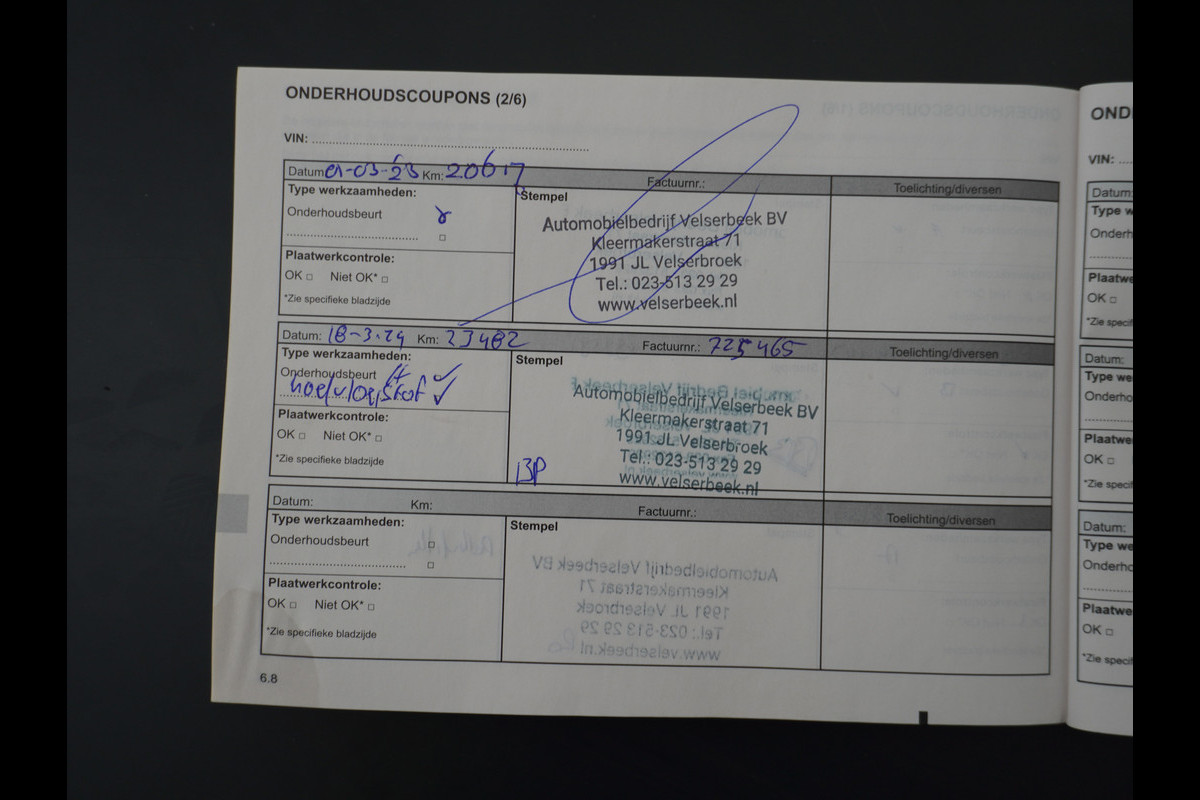 ONDERHOUDSCOUPONS (2/6)
VIN:
Datum: 01-03-23 Km: 20617 Factuurnr.: Toelichting/diversen
Type werkzaamheden:
Onderhoudsbeurt
Plaatwerkcontrole:
OK □ Niet OK* □
*Zie specifieke bladzijde
Stempel
Automobielbedrijf Velserbeek BV
Kleermakerstraat 71
1991 JL Velserbroek
Tel.: 023-513 29 29
www.velserbeek.nl
Datum: 18-3-24 Km: 23482 Factuurnr.: 725465 Toelichting/diversen
Type werkzaamheden:
Onderhoudsbeurt
Plaatwerkcontrole:
OK □ Niet OK* □
*Zie specifieke bladzijde
Stempel
Automobielbedrijf Velserbeek BV
Kleermakerstraat 71
1991 JL Velserbroek
Tel.: 023-513 29 29
www.velserbeek.nl
BP
Datum: Km: Factuurnr.: Toelichting/diversen
Type werkzaamheden:
Onderhoudsbeurt □
□
Plaatwerkcontrole:
OK □ Niet OK* □
*Zie specifieke bladzijde
Stempel
6.8
OND
VIN:
Datum:
Type w
Onderh
Plaatwe
OK □
*Zie specif
Datum:
Type we
Onderho
Plaatwe
OK □
*Zie specif
Datum:
Type we
Onderho
Plaatwe
OK □
*Zie specif